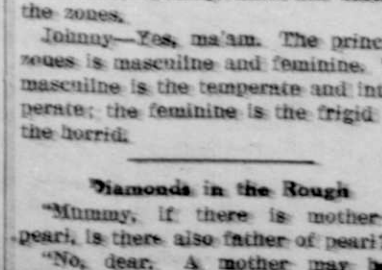 the zones.
Johnny—Yes, ma'am. The princ
zones is masculine and feminine.
masculine is the temperate and int
perate; the feminine is the frigid
the horrid.
Diamonds in the Rough
"Mummy, if there is mother
pearl, is there also father of pearl?
"No, dear. A mother may b